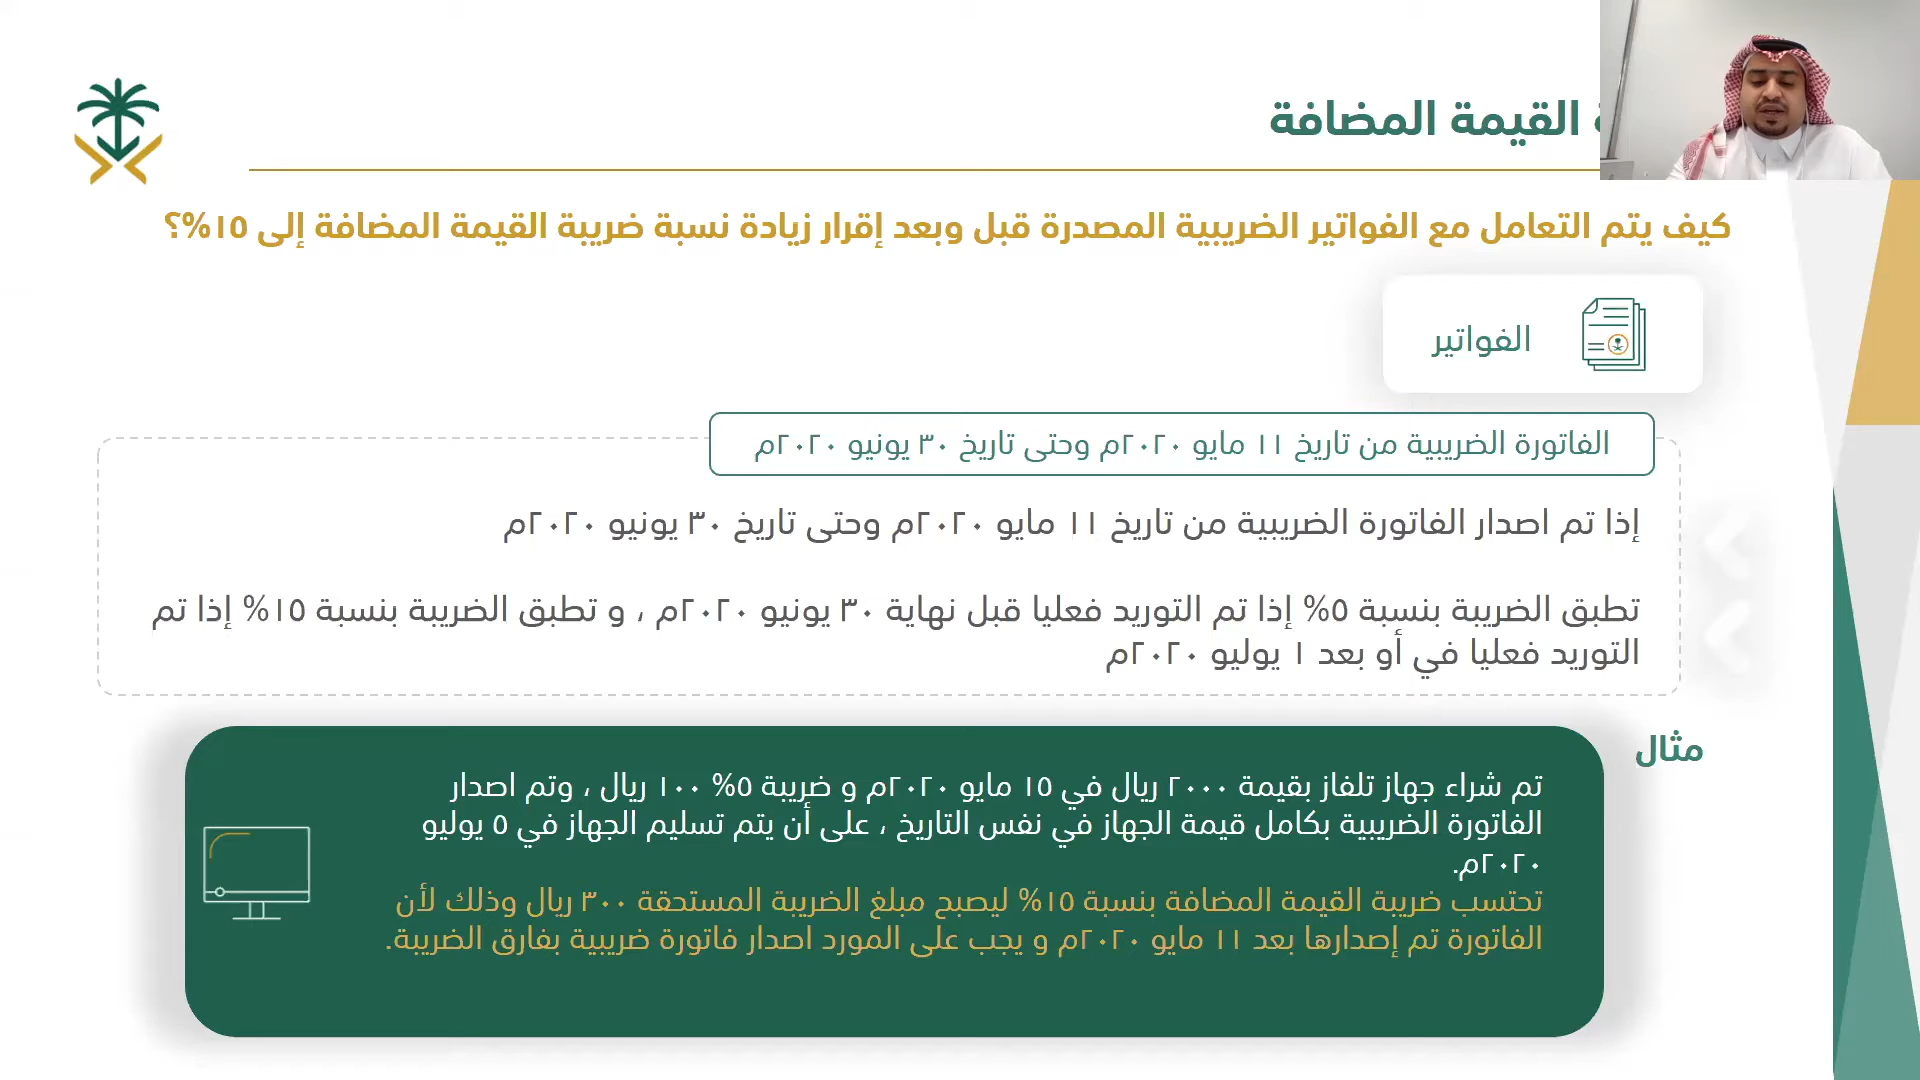 القيمة المضافة
كيف يتم التعامل مع الفواتير الضريبية المصدرة قبل وبعد إقرار زيادة نسبة ضريبة القيمة المضافة إلى ١٥%؟
الفواتير
الفاتورة الضريبية من تاريخ ١١ مايو ٢٠٢٠م وحتى تاريخ ٣٠ يونيو ٢٠٢٠م
إذا تم اصدار الفاتورة الضريبية من تاريخ ١١ مايو ٢٠٢٠م وحتى تاريخ ٣٠ يونيو ٢٠٢٠م
تطبق الضريبة بنسبة ٥% إذا تم التوريد فعليا قبل نهاية ٣٠ يونيو ٢٠٢٠م ، و تطبق الضريبة بنسبة ١٥% إذا تم
التوريد فعليا في أو بعد ١ يوليو ٢٠٢٠م
مثال
تم شراء جهاز تلفاز بقيمة ٢٠٠٠ ريال في ١٥ مايو ٢٠٢٠م و ضريبة ٥% ١٠٠ ريال ، وتم اصدار
الفاتورة الضريبية بكامل قيمة الجهاز في نفس التاريخ ، على أن يتم تسليم الجهاز في ٥ يوليو
٢٠٢٠م.
تحتسب ضريبة القيمة المضافة بنسبة ١٥% ليصبح مبلغ الضريبة المستحقة ٣٠٠ ريال وذلك لأن
الفاتورة تم إصدارها بعد ١١ مايو ٢٠٢٠م و يجب على المورد اصدار فاتورة ضريبية بفارق الضريبة.